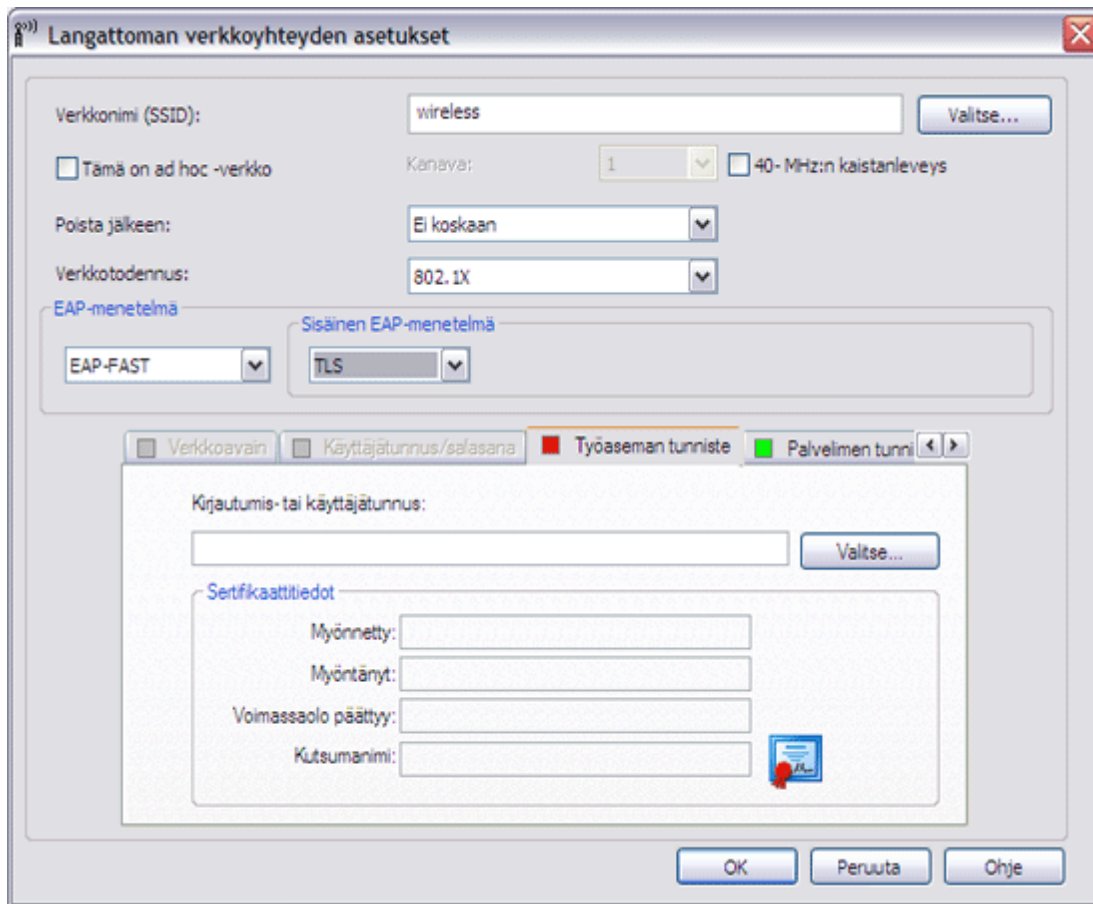 Langattoman verkkoyhteyden asetukset
Verkkonimi (SSID): wireless Valitse...
Tämä on ad hoc -verkko Kanava: 1 40- MHz:n kaistanleveys
Poista jälkeen: Ei koskaan
Verkkotodennus: 802.1X
EAP-menetelmä
Sisäinen EAP-menetelmä
EAP-FAST TLS
Verkkoavain Käyttäjätunnus/salasana Työaseman tunniste Palvelimen tunni
Kirjautumis- tai käyttäjätunnus:
Valitse...
Sertifikaattitiedot
Myönnetty:
Myöntänyt:
Voimassaolo päättyy:
Kutsumanimi:
OK Peruuta Ohje